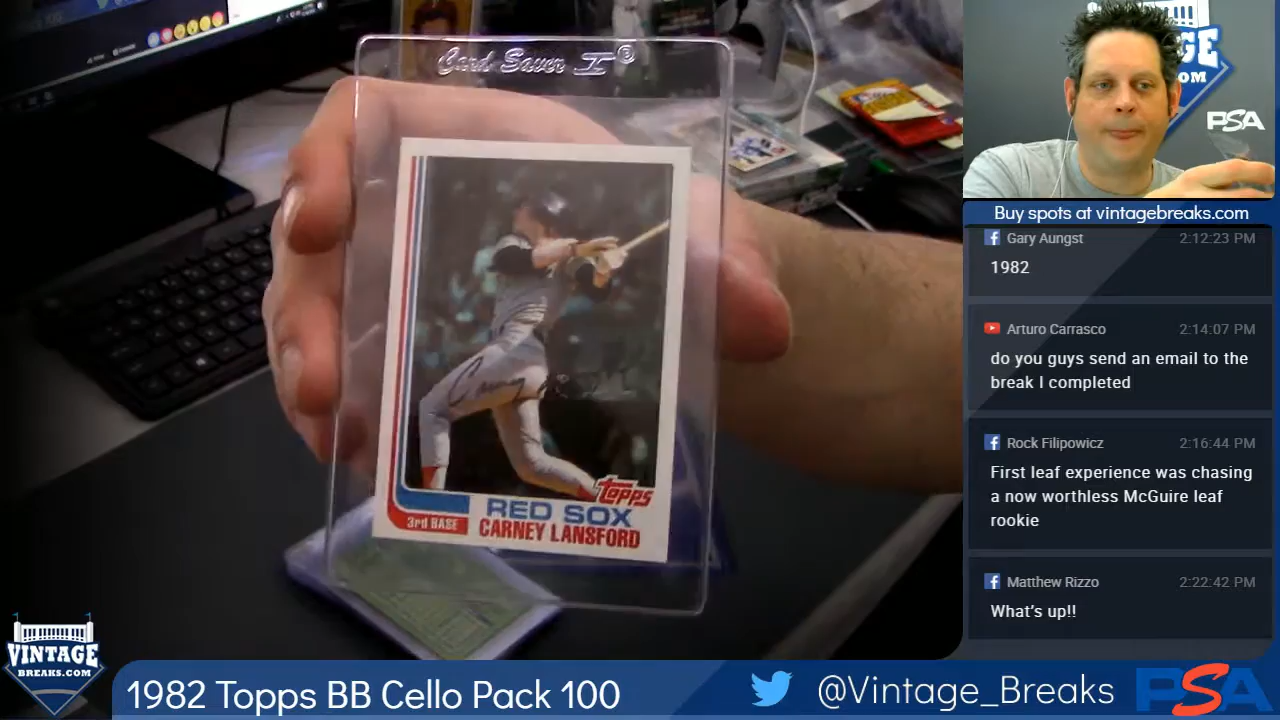 Card Saver I®
Carney
Topps
RED SOX
CARNEY LANSFORD
3rd BASE
GE
.COM
PSA
Buy spots at vintagebreaks.com
Gary Aungst 2:12:23 PM
1982
Arturo Carrasco 2:14:07 PM
do you guys send an email to the
break I completed
Rock Filipowicz 2:16:44 PM
First leaf experience was chasing
a now worthless McGuire leaf
rookie
Matthew Rizzo 2:22:42 PM
What's up!!
VINTAGE
BREAKS.COM
1982 Topps BB Cello Pack 100
@Vintage_Breaks
PSA